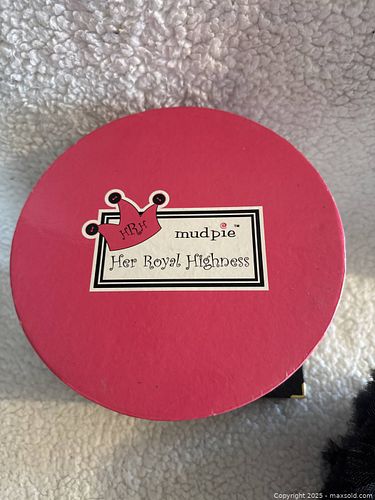 HRH
mudpie™
Her Royal Highness
Copyright 2025 - maxsold.com